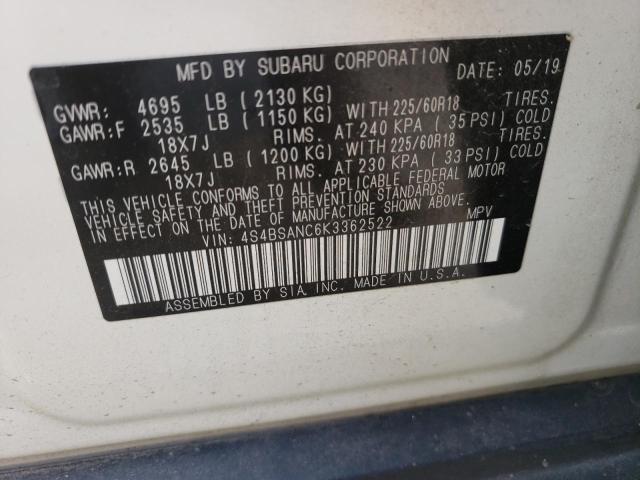 MFD BY SUBARU CORPORATION DATE: 05/19
GVWR: 4695 LB (2130 KG)
GAWR:F 2535 LB (1150 KG) WITH 225/60R18 TIRES.
18X7J RIMS. AT 240 KPA (35 PSI) COLD
GAWR:R 2645 LB (1200 KG) WITH 225/60R18 TIRES.
18X7J RIMS. AT 230 KPA (33 PSI) COLD
THIS VEHICLE CONFORMS TO ALL APPLICABLE FEDERAL MOTOR
VEHICLE SAFETY AND THEFT PREVENTION STANDARDS
IN EFFECT ON THE DATE OF MANUFACTURE SHOWN ABOVE.
VIN: 4S4BSANC6K3362522 MPV
ASSEMBLED BY SIA, INC. MADE IN U.S.A.